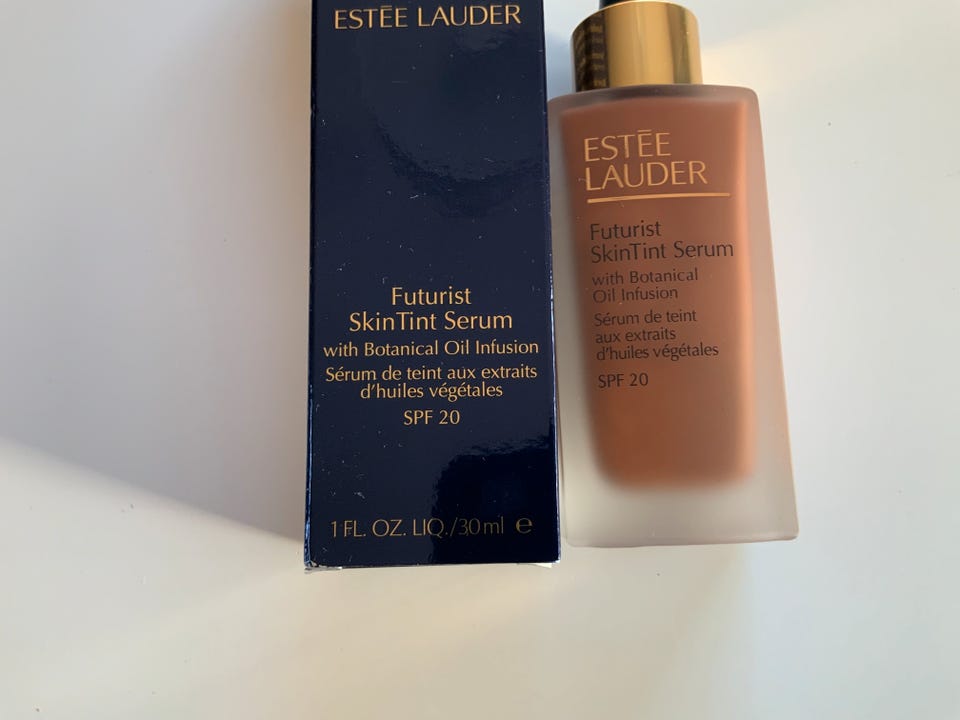 ESTĒE LAUDER
Futurist
SkinTint Serum
with Botanical Oil Infusion
Sérum de teint aux extraits
d'huiles végétales
SPF 20
1 FL. OZ. LIQ./30 ml ℮
ESTĒE
LAUDER
Futurist
SkinTint Serum
with Botanical
Oil Infusion
Sérum de teint
aux extraits
d'huiles végétales
SPF 20